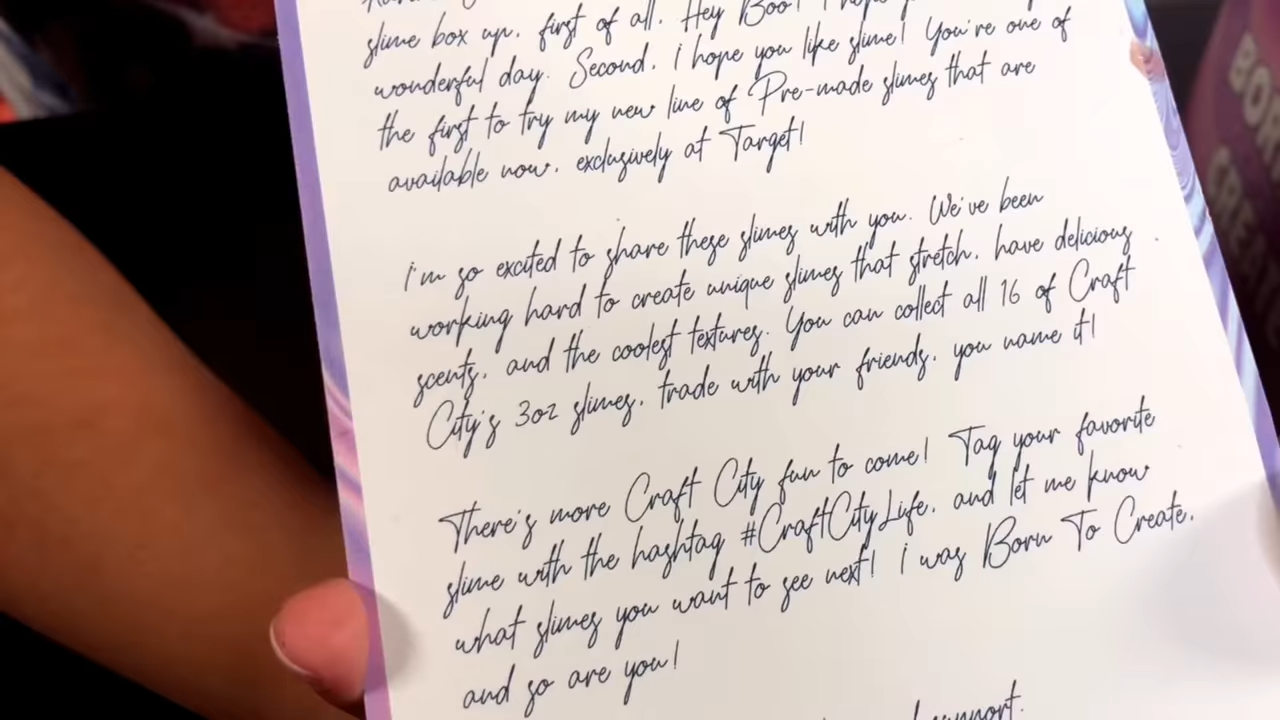 slime box up, first of all, Hey Boo! I hope
wonderful day. Second, i hope you like slime! You're one of
the first to try my new line of Pre-made slimes that are
available now, exclusively at Target!
i'm so excited to share these slimes with you. We've been
working hard to create unique slimes that stretch, have delicious
scents, and the coolest textures. You can collect all 16 of Craft
City's 3oz slimes, trade with your friends, you name it!
There's more Craft City fun to come! Tag your favorite
slime with the hashtag #CraftCityLife, and let me know
what slimes you want to see next! i was Born To Create,
and so are you!
support.
BOR
CREAT